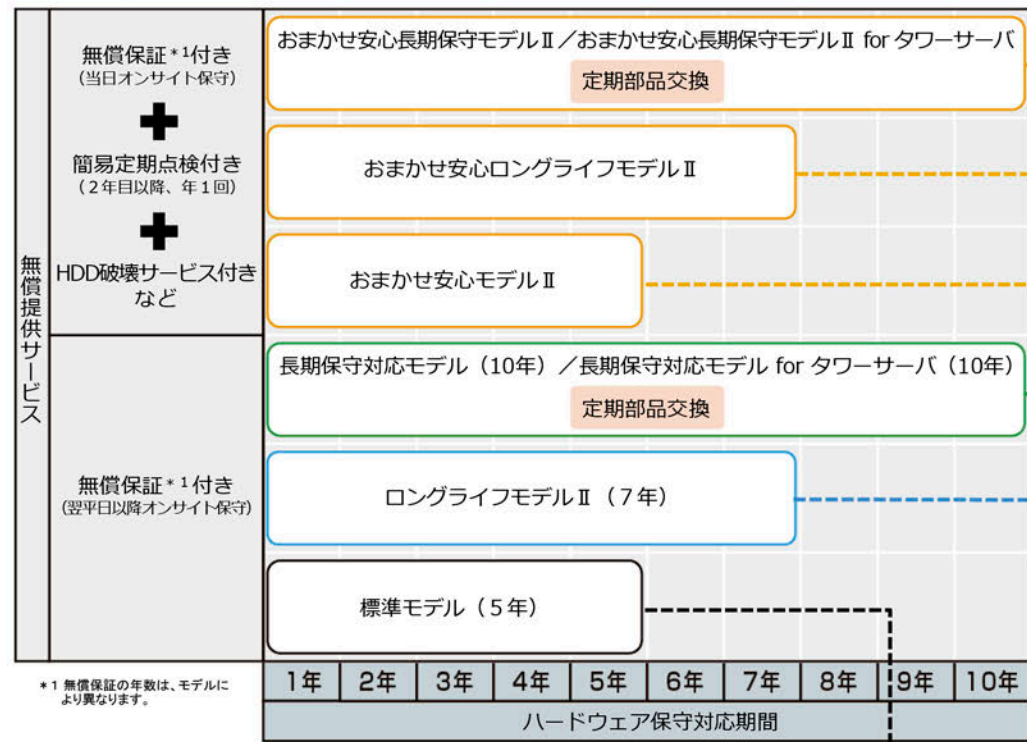 無償提供サービス
無償保証*1付き
(当日オンサイト保守)
簡易定期点検付き
(2年目以降、年1回)
HDD破壊サービス付き
など
おまかせ安心長期保守モデルⅡ/おまかせ安心長期保守モデルⅡ for タワーサーバ
定期部品交換
おまかせ安心ロングライフモデルⅡ
おまかせ安心モデルⅡ
無償保証*1付き
(翌平日以降オンサイト保守)
長期保守対応モデル(10年)/長期保守対応モデル for タワーサーバ(10年)
定期部品交換
ロングライフモデルⅡ(7年)
標準モデル(5年)
1年 2年 3年 4年 5年 6年 7年 8年 9年 10年
ハードウェア保守対応期間
*1 無償保証の年数は、モデルに
より異なります。